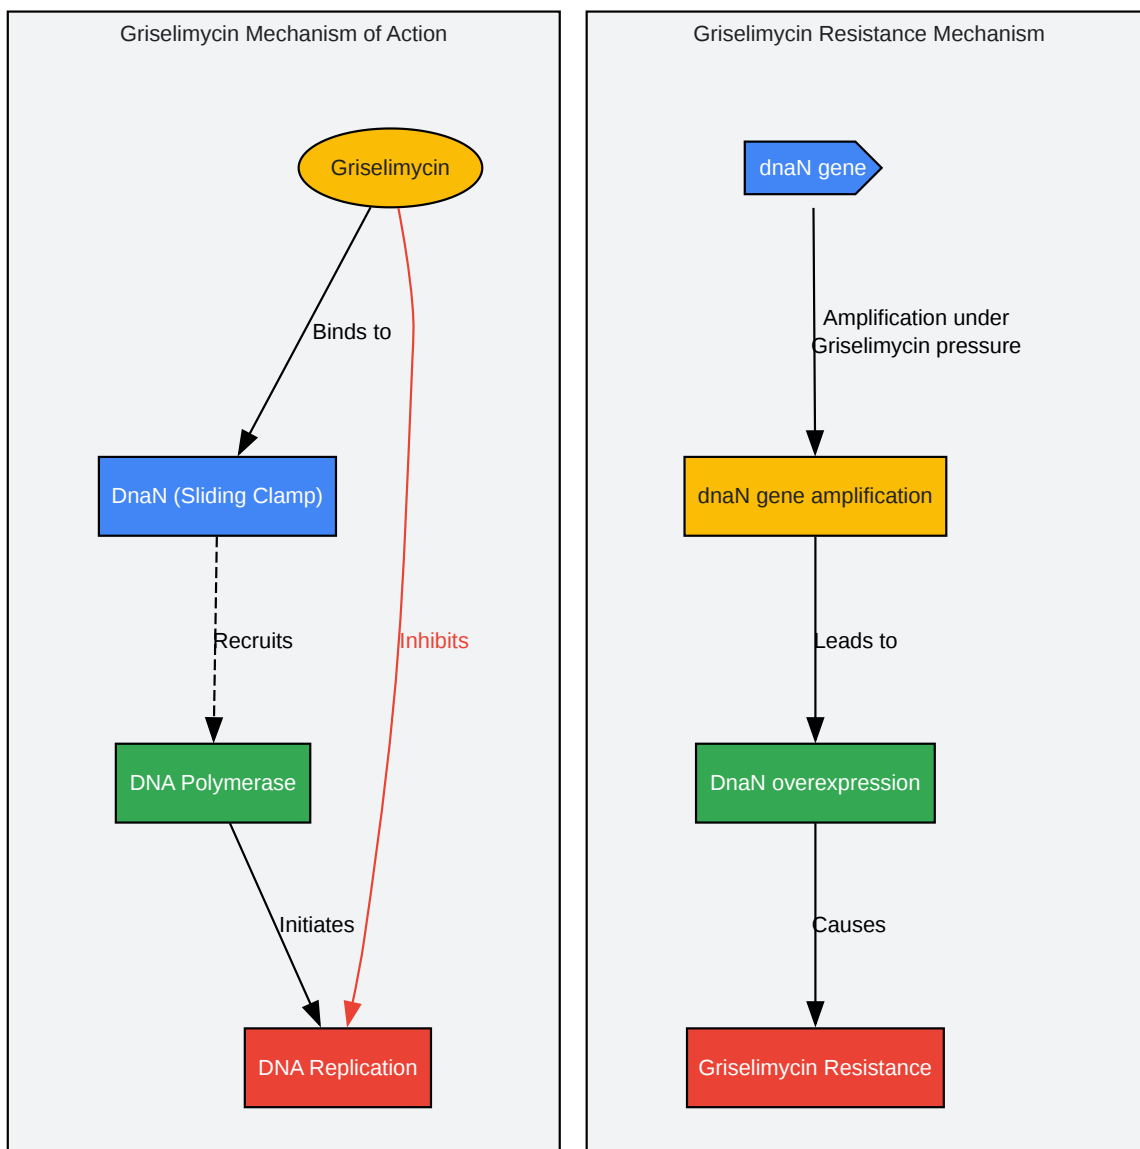 Griselimycin Mechanism of Action
Griselimycin
Binds to
DnaN (Sliding Clamp)
Recruits
Inhibits
DNA Polymerase
Initiates
DNA Replication
Griselimycin Resistance Mechanism
dnaN gene
Amplification under
Griselimycin pressure
dnaN gene amplification
Leads to
DnaN overexpression
Causes
Griselimycin Resistance